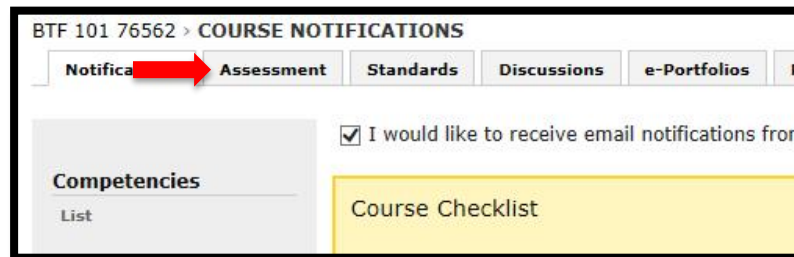 BTF 101 76562 › COURSE NOTIFICATIONS
Notifica Assessment Standards Discussions e-Portfolios
I would like to receive email notifications
Competencies
List
Course Checklist